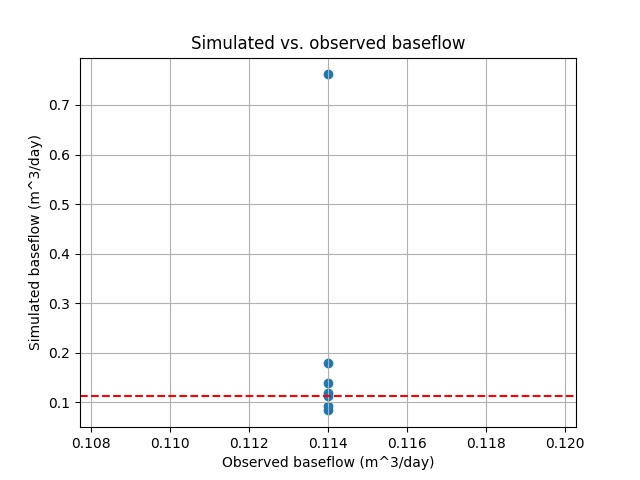 Simulated vs. observed baseflow
Simulated baseflow (m^3/day)
0.7
0.6
0.5
0.4
0.3
0.2
0.1
0.108 0.110 0.112 0.114 0.116 0.118 0.120
Observed baseflow (m^3/day)